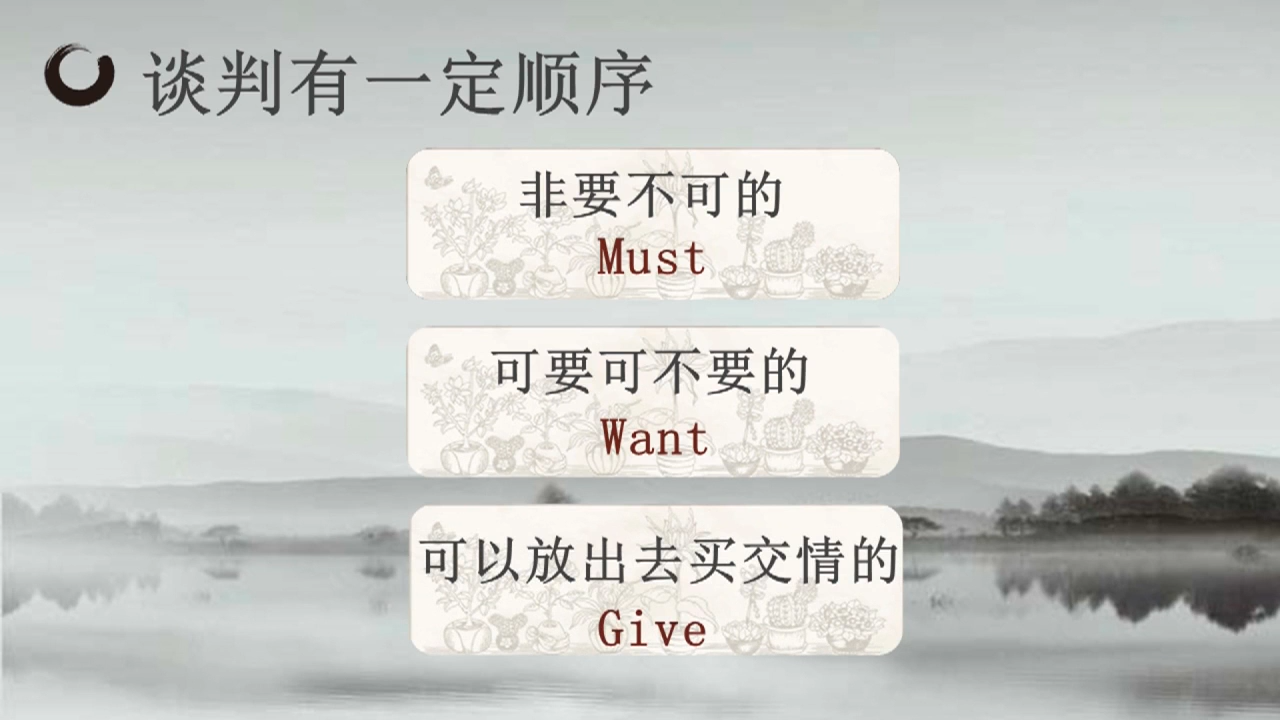 谈判有一定顺序
非要不可的
Must
可要可不要的
Want
可以放出去买交情的
Give